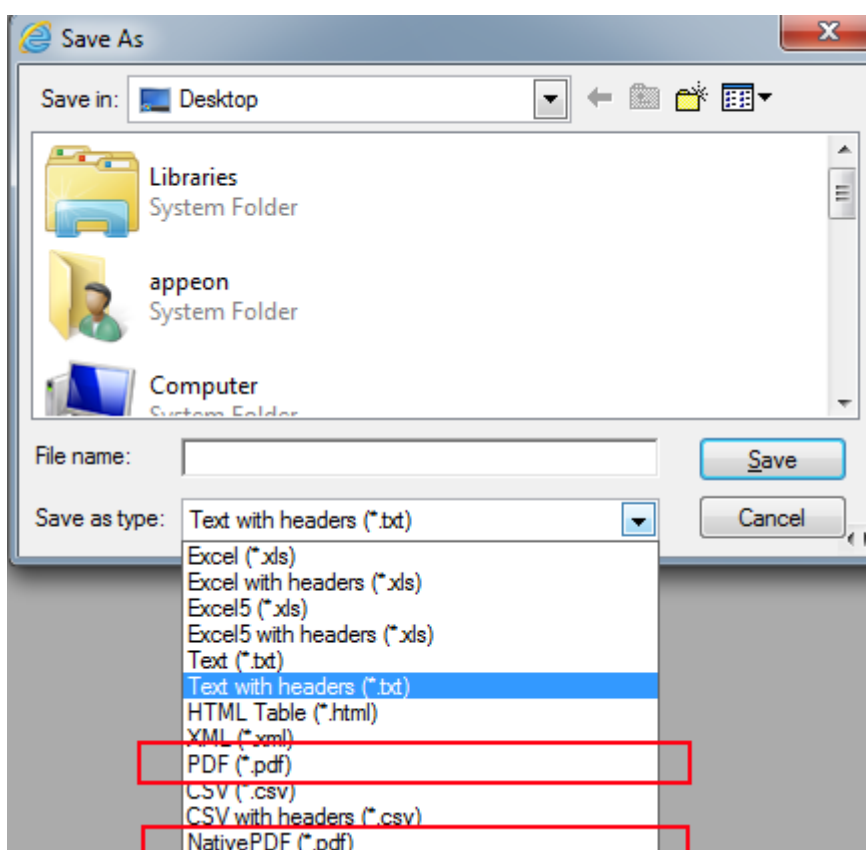 Save As
Save in: Desktop
Libraries
System Folder
appeon
System Folder
Computer
System Folder
File name:
Save
Save as type: Text with headers (*.txt)
Cancel
Excel (*.xls)
Excel with headers (*.xls)
Excel5 (*.xls)
Excel5 with headers (*.xls)
Text (*.txt)
Text with headers (*.txt)
HTML Table (*.html)
XML (*.xml)
PDF (*.pdf)
CSV (*.csv)
CSV with headers (*.csv)
NativePDF (*.pdf)